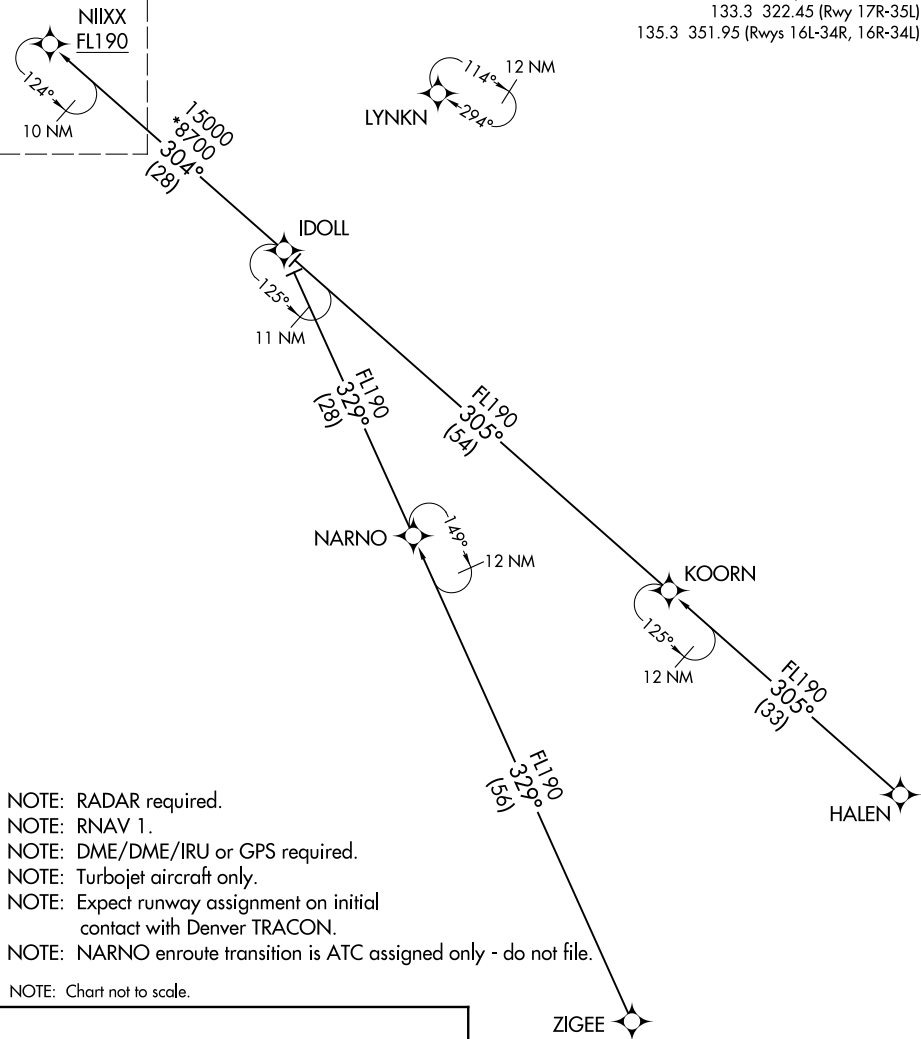 133.3 322.45 (Rwy 17R-35L)
135.3 351.95 (Rwys 16L-34R, 16R-34L)
NIIXX
FL190
124°
10 NM
114°
12 NM
LYNKN
294°
15000
*8700
304°
(28)
IDOLL
125°
11 NM
FL190
329°
(28)
FL190
305°
(54)
NARNO
149°
12 NM
KOORN
125°
12 NM
FL190
305°
(33)
HALEN
FL190
329°
(56)
NOTE: RADAR required.
NOTE: RNAV 1.
NOTE: DME/DME/IRU or GPS required.
NOTE: Turbojet aircraft only.
NOTE: Expect runway assignment on initial
contact with Denver TRACON.
NOTE: NARNO enroute transition is ATC assigned only - do not file.
NOTE: Chart not to scale.
ZIGEE